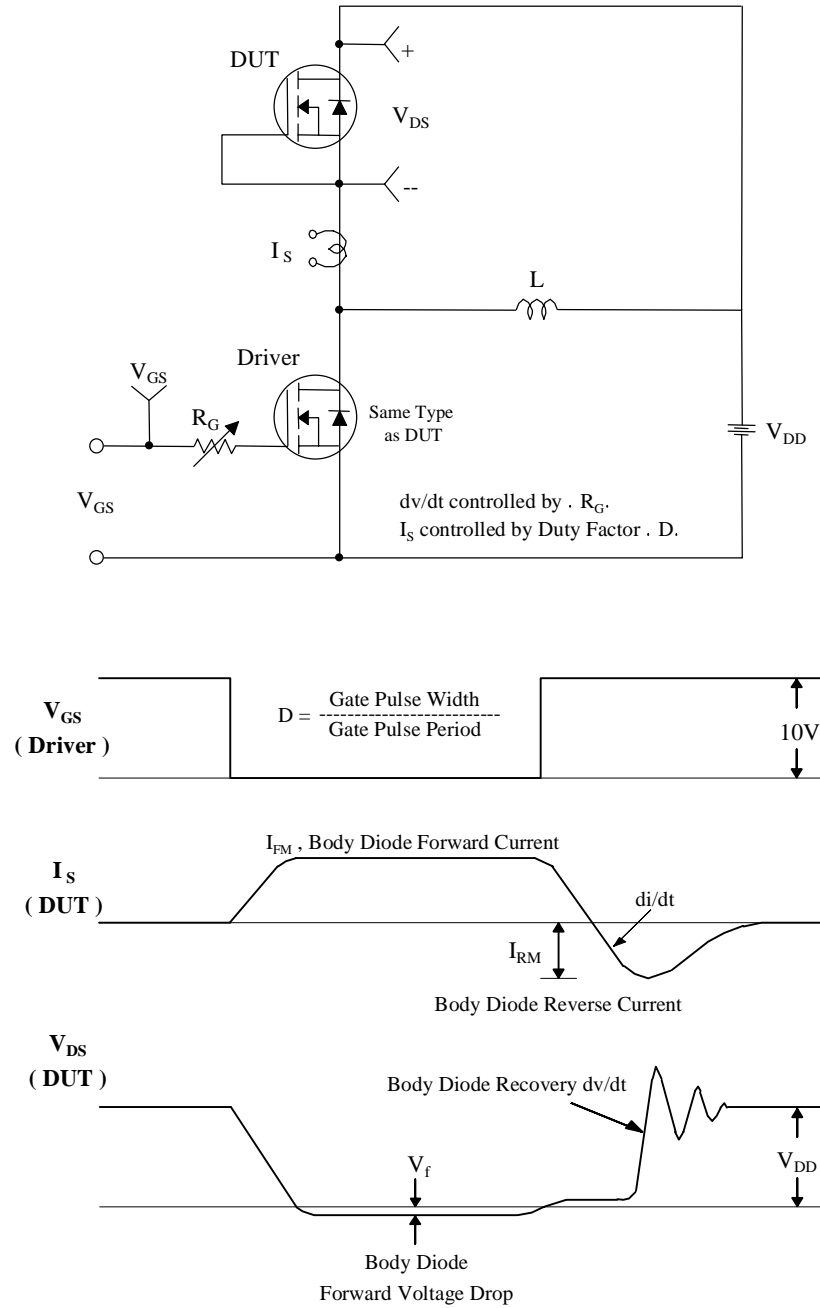 DUT
+
V_DS
--
I_S
L
Driver
V_GS
R_G
Same Type
as DUT
V_DD
V_GS
dv/dt controlled by . R_G.
I_S controlled by Duty Factor . D.
V_GS
( Driver )
D = Gate Pulse Width
--------------------------
Gate Pulse Period
10V
I_FM , Body Diode Forward Current
I_S
( DUT )
di/dt
I_RM
Body Diode Reverse Current
V_DS
( DUT )
Body Diode Recovery dv/dt
V_f
V_DD
Body Diode
Forward Voltage Drop